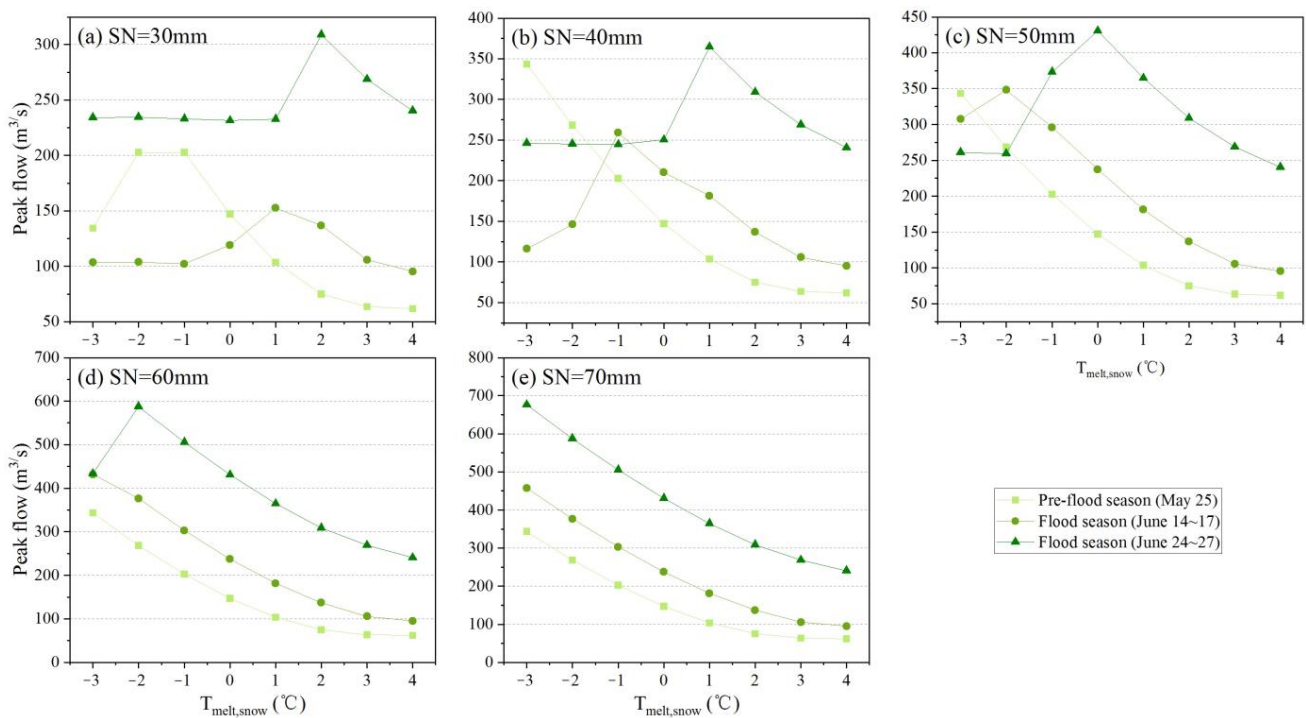 (a) SN=30mm
Peak flow (m³/s)
300
250
200
150
100
50
−3 −2 −1 0 1 2 3 4
(b) SN=40mm
400
350
300
250
200
150
100
50
−3 −2 −1 0 1 2 3 4
(c) SN=50mm
450
400
350
300
250
200
150
100
50
−3 −2 −1 0 1 2 3 4
T melt,snow (℃)
(d) SN=60mm
Peak flow (m³/s)
700
600
500
400
300
200
100
0
−3 −2 −1 0 1 2 3 4
T melt,snow (℃)
(e) SN=70mm
800
700
600
500
400
300
200
100
0
−3 −2 −1 0 1 2 3 4
T melt,snow (℃)
Pre-flood season (May 25)
Flood season (June 14~17)
Flood season (June 24~27)